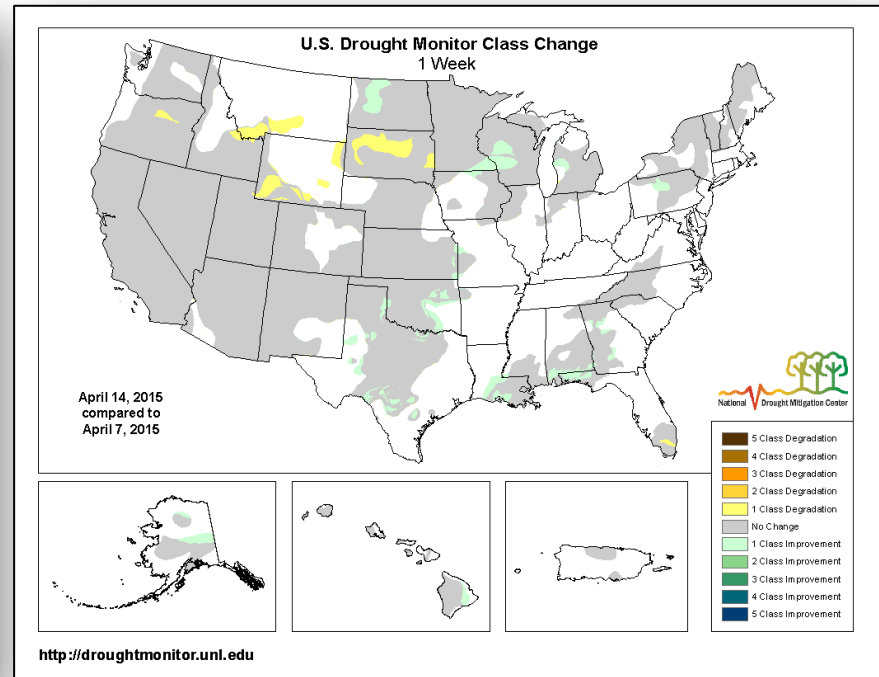 U.S. Drought Monitor Class Change
1 Week
April 14, 2015
compared to
April 7, 2015
National Drought Mitigation Center
5 Class Degradation
4 Class Degradation
3 Class Degradation
2 Class Degradation
1 Class Degradation
No Change
1 Class Improvement
2 Class Improvement
3 Class Improvement
4 Class Improvement
5 Class Improvement
http://droughtmonitor.unl.edu